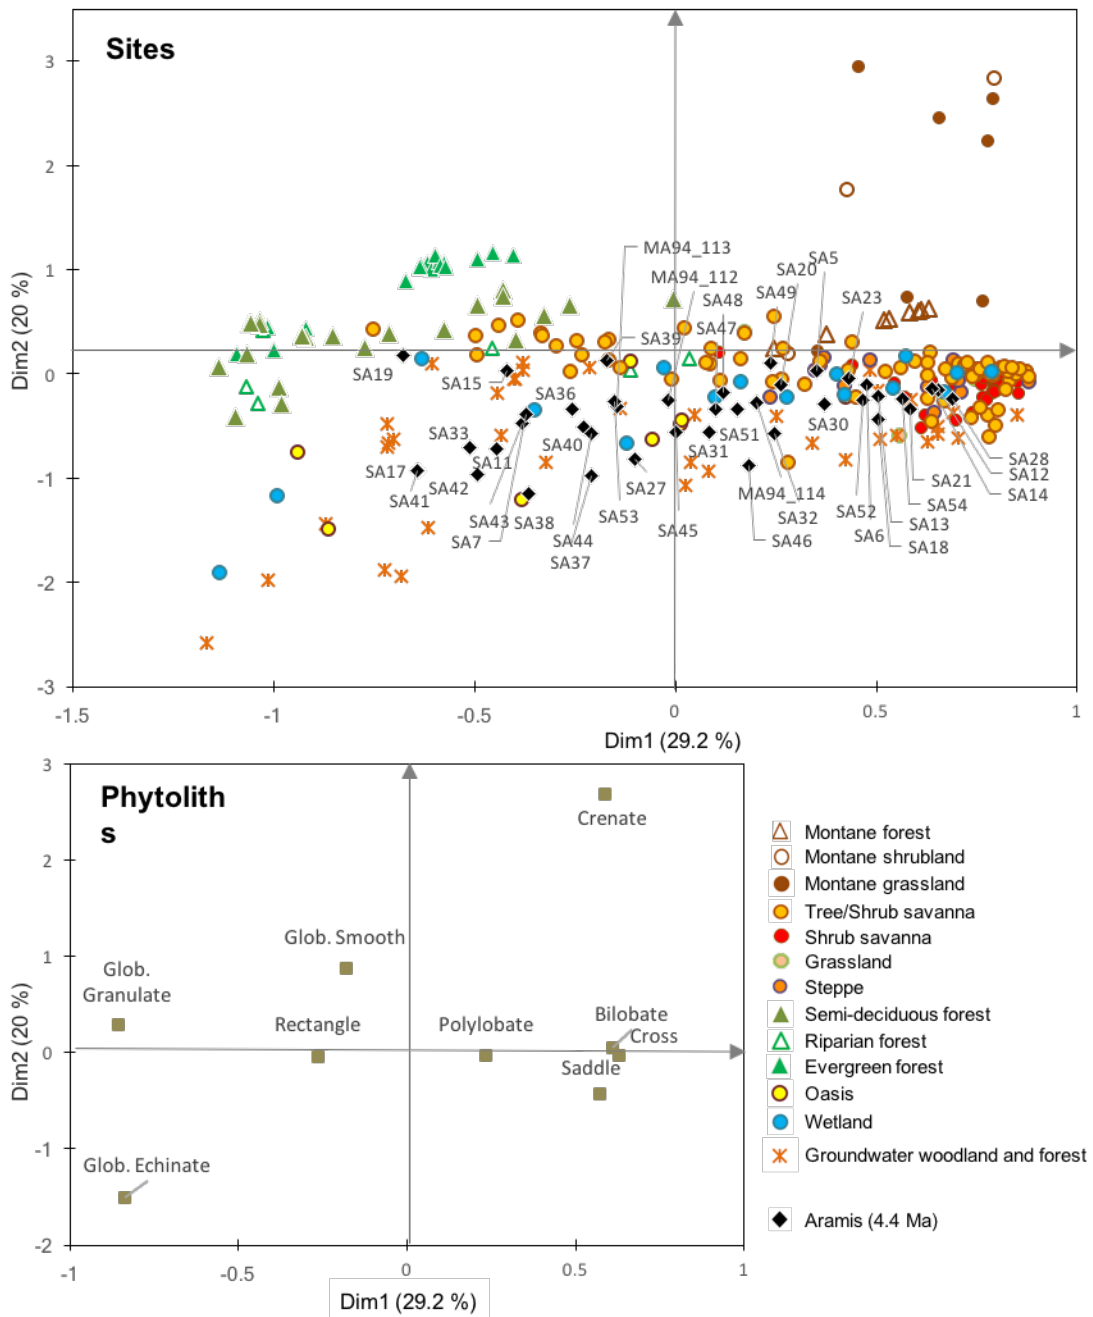 Sites
3
2
1
0
-1
-2
-3
Dim2 (20 %)
-1.5
-1
-0.5
0
0.5
1
Dim1 (29.2 %)
MA94_113
MA94_112
SA48
SA47
SA39
SA49
SA20
SA5
SA23
SA19
SA15
SA36
SA33
SA40
SA17
SA41
SA11
SA42
SA43
SA7
SA38
SA44
SA37
SA53
SA27
SA45
SA31
SA51
MA94_114
SA32
SA46
SA30
SA52
SA6
SA18
SA13
SA54
SA21
SA28
SA12
SA14
Phytolith
s
3
2
1
0
-1
-2
Dim2 (20 %)
-1
-0.5
0
0.5
1
Dim1 (29.2 %)
Crenate
Glob. Smooth
Glob.
Granulate
Rectangle
Polylobate
Bilobate
Cross
Saddle
Glob. Echinate
Montane forest
Montane shrubland
Montane grassland
Tree/Shrub savanna
Shrub savanna
Grassland
Steppe
Semi-deciduous forest
Riparian forest
Evergreen forest
Oasis
Wetland
Groundwater woodland and forest
Aramis (4.4 Ma)